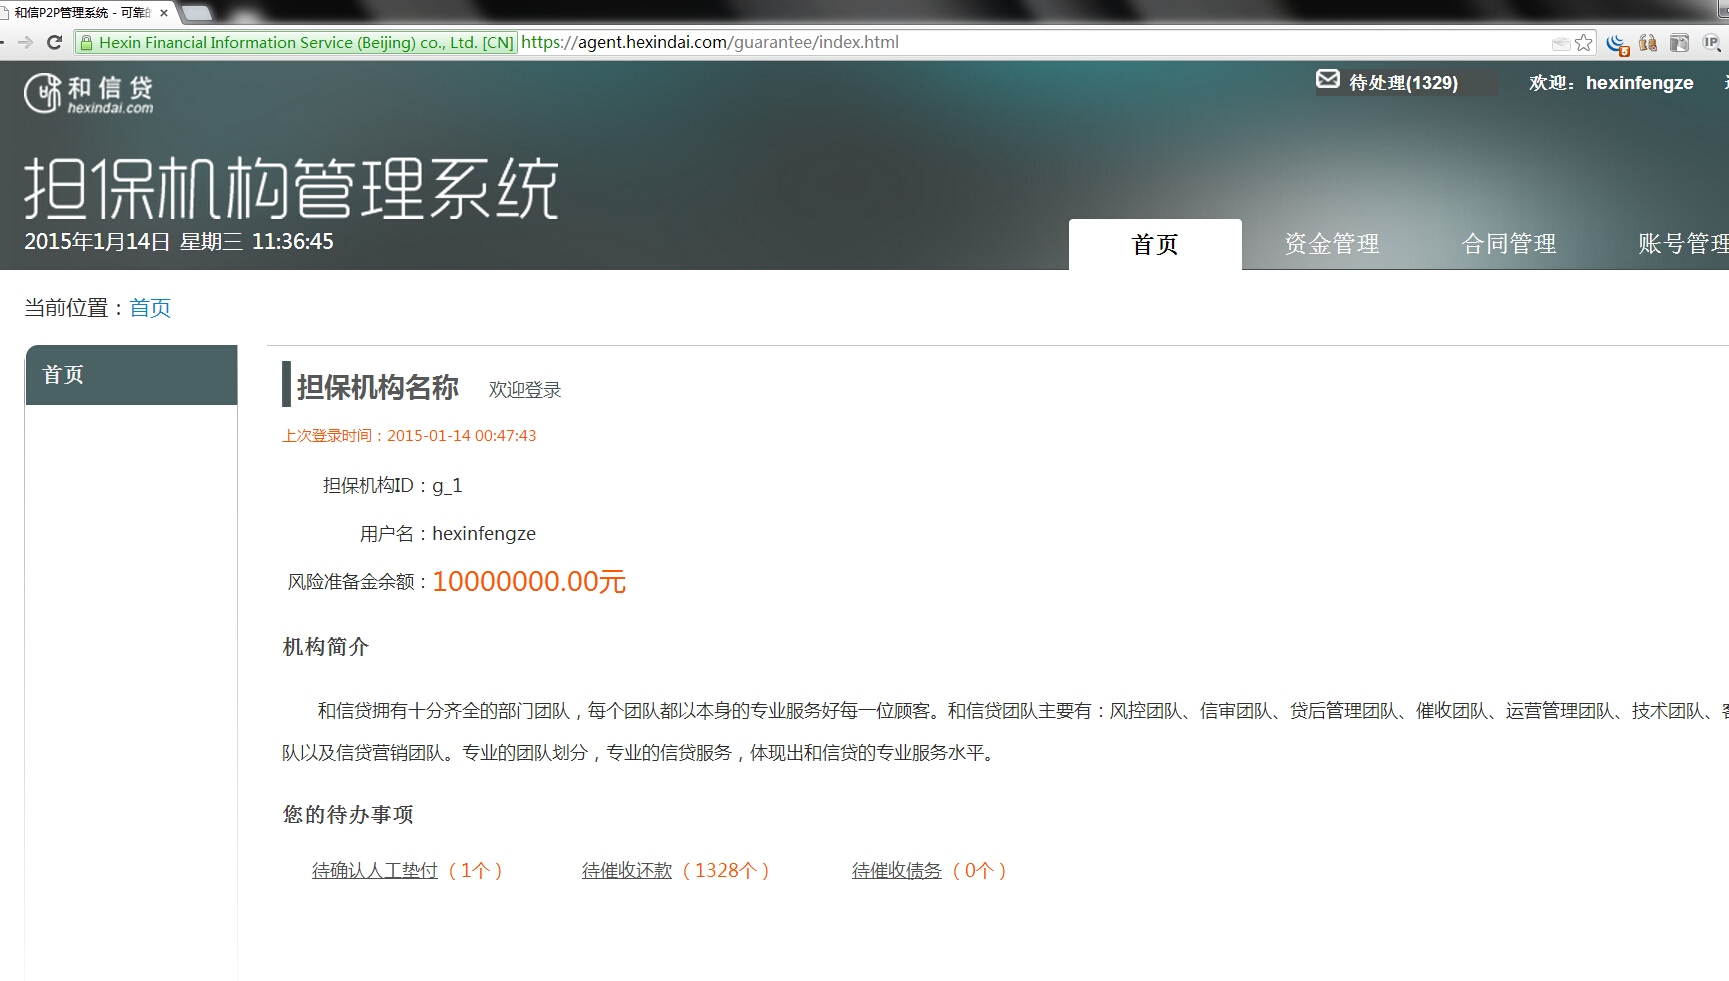 和信P2P管理系统 - 可靠的
Hexin Financial Information Service (Beijing) co., Ltd. [CN] https://agent.hexindai.com/guarantee/index.html
和信贷
hexindai.com
待处理(1329) 欢迎：hexinfengze
担保机构管理系统
2015年1月14日 星期三 11:36:45
首页 资金管理 合同管理 账号管理
当前位置：首页
首页
担保机构名称 欢迎登录
上次登录时间：2015-01-14 00:47:43
担保机构ID：g_1
用户名：hexinfengze
风险准备金余额：10000000.00元
机构简介
和信贷拥有十分齐全的部门团队，每个团队都以本身的专业服务好每一位顾客。和信贷团队主要有：风控团队、信审团队、贷后管理团队、催收团队、运营管理团队、技术团队、客
队以及信贷营销团队。专业的团队划分，专业的信贷服务，体现出和信贷的专业服务水平。
您的待办事项
待确认人工垫付（1个） 待催收还款（1328个） 待催收债务（0个）